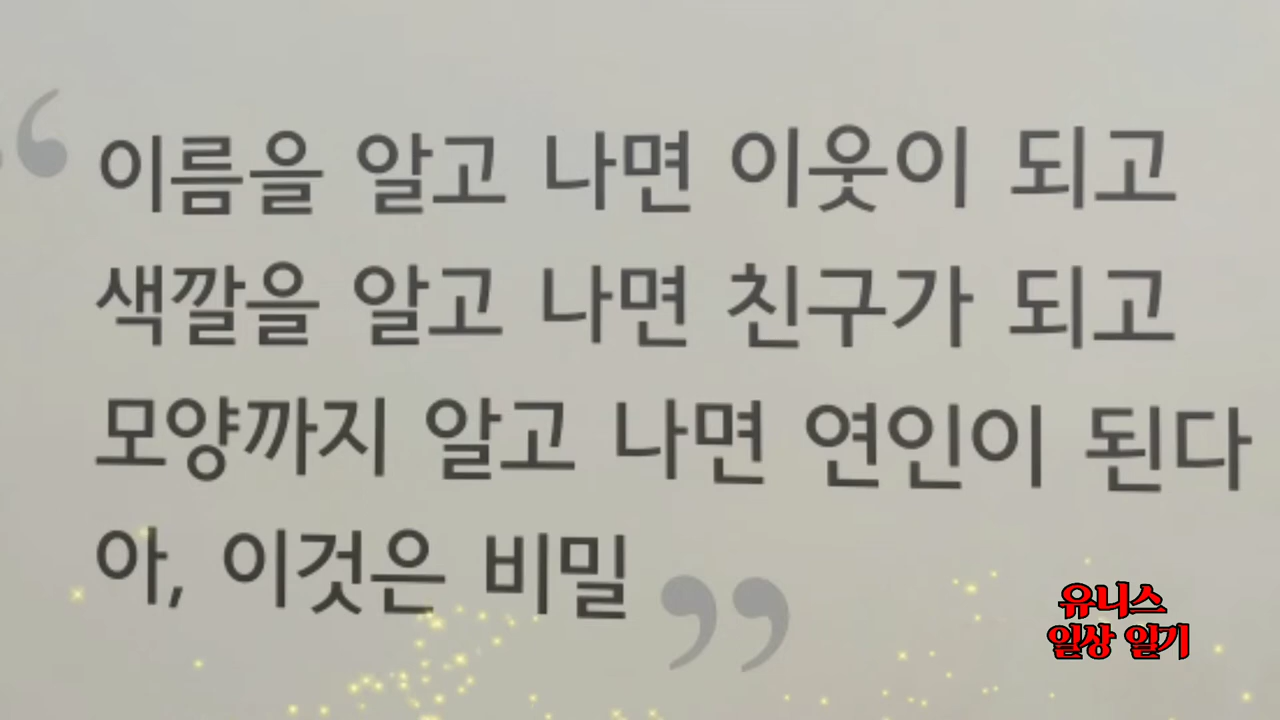 “이름을 알고 나면 이웃이 되고
색깔을 알고 나면 친구가 되고
모양까지 알고 나면 연인이 된다
아, 이것은 비밀”
유니스
일상 일기